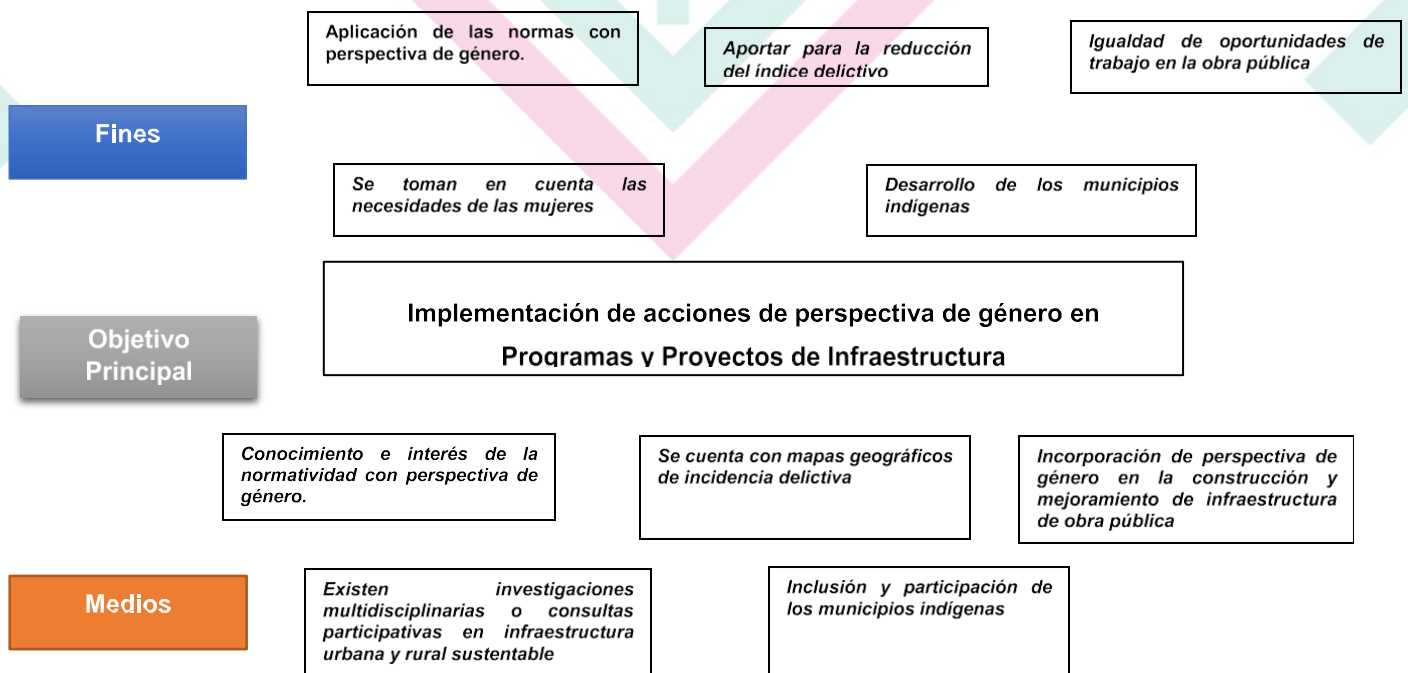 Aplicación de las normas con
perspectiva de género.
Aportar para la reducción
del índice delictivo
Igualdad de oportunidades de
trabajo en la obra pública
Fines
Se toman en cuenta las
necesidades de las mujeres
Desarrollo de los municipios
indígenas
Implementación de acciones de perspectiva de género en
Programas y Proyectos de Infraestructura
Objetivo
Principal
Conocimiento e interés de la
normatividad con perspectiva de
género.
Se cuenta con mapas geográficos
de incidencia delictiva
Incorporación de perspectiva de
género en la construcción y
mejoramiento de infraestructura
de obra pública
Medios
Existen investigaciones
multidisciplinarias o consultas
participativas en infraestructura
urbana y rural sustentable
Inclusión y participación de
los municipios indígenas